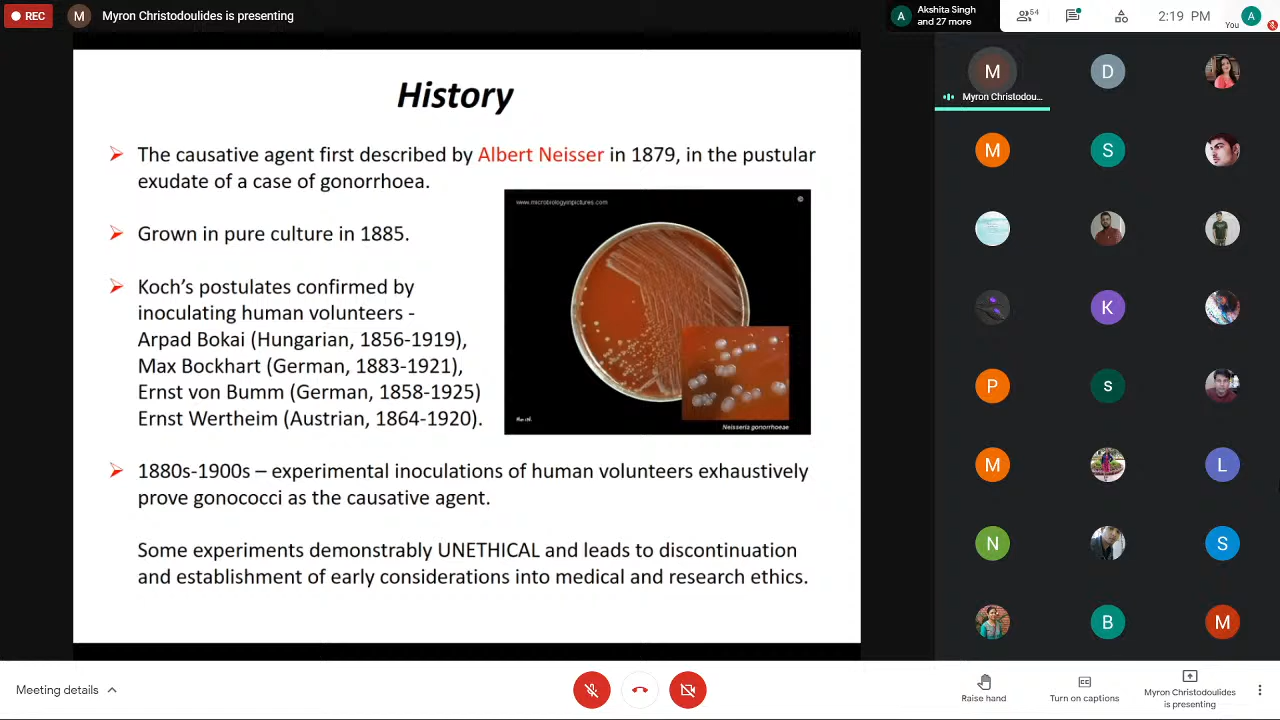 REC
M
Myron Christodoulides is presenting
A
Akshita Singh
and 27 more
54
2:19 PM
You
A
History
The causative agent first described by Albert Neisser in 1879, in the pustular
exudate of a case of gonorrhoea.
Grown in pure culture in 1885.
Koch’s postulates confirmed by
inoculating human volunteers -
Arpad Bokai (Hungarian, 1856-1919),
Max Bockhart (German, 1883-1921),
Ernst von Bumm (German, 1858-1925)
Ernst Wertheim (Austrian, 1864-1920).
www.microbiologyinpictures.com
©
Neisseria gonorrhoeae
1880s-1900s – experimental inoculations of human volunteers exhaustively
prove gonococci as the causative agent.
Some experiments demonstrably UNETHICAL and leads to discontinuation
and establishment of early considerations into medical and research ethics.
M
D
Myron Christodou...
M
S
K
P
s
M
L
N
S
B
M
Meeting details
Raise hand
Turn on captions
Myron Christodoulides
is presenting